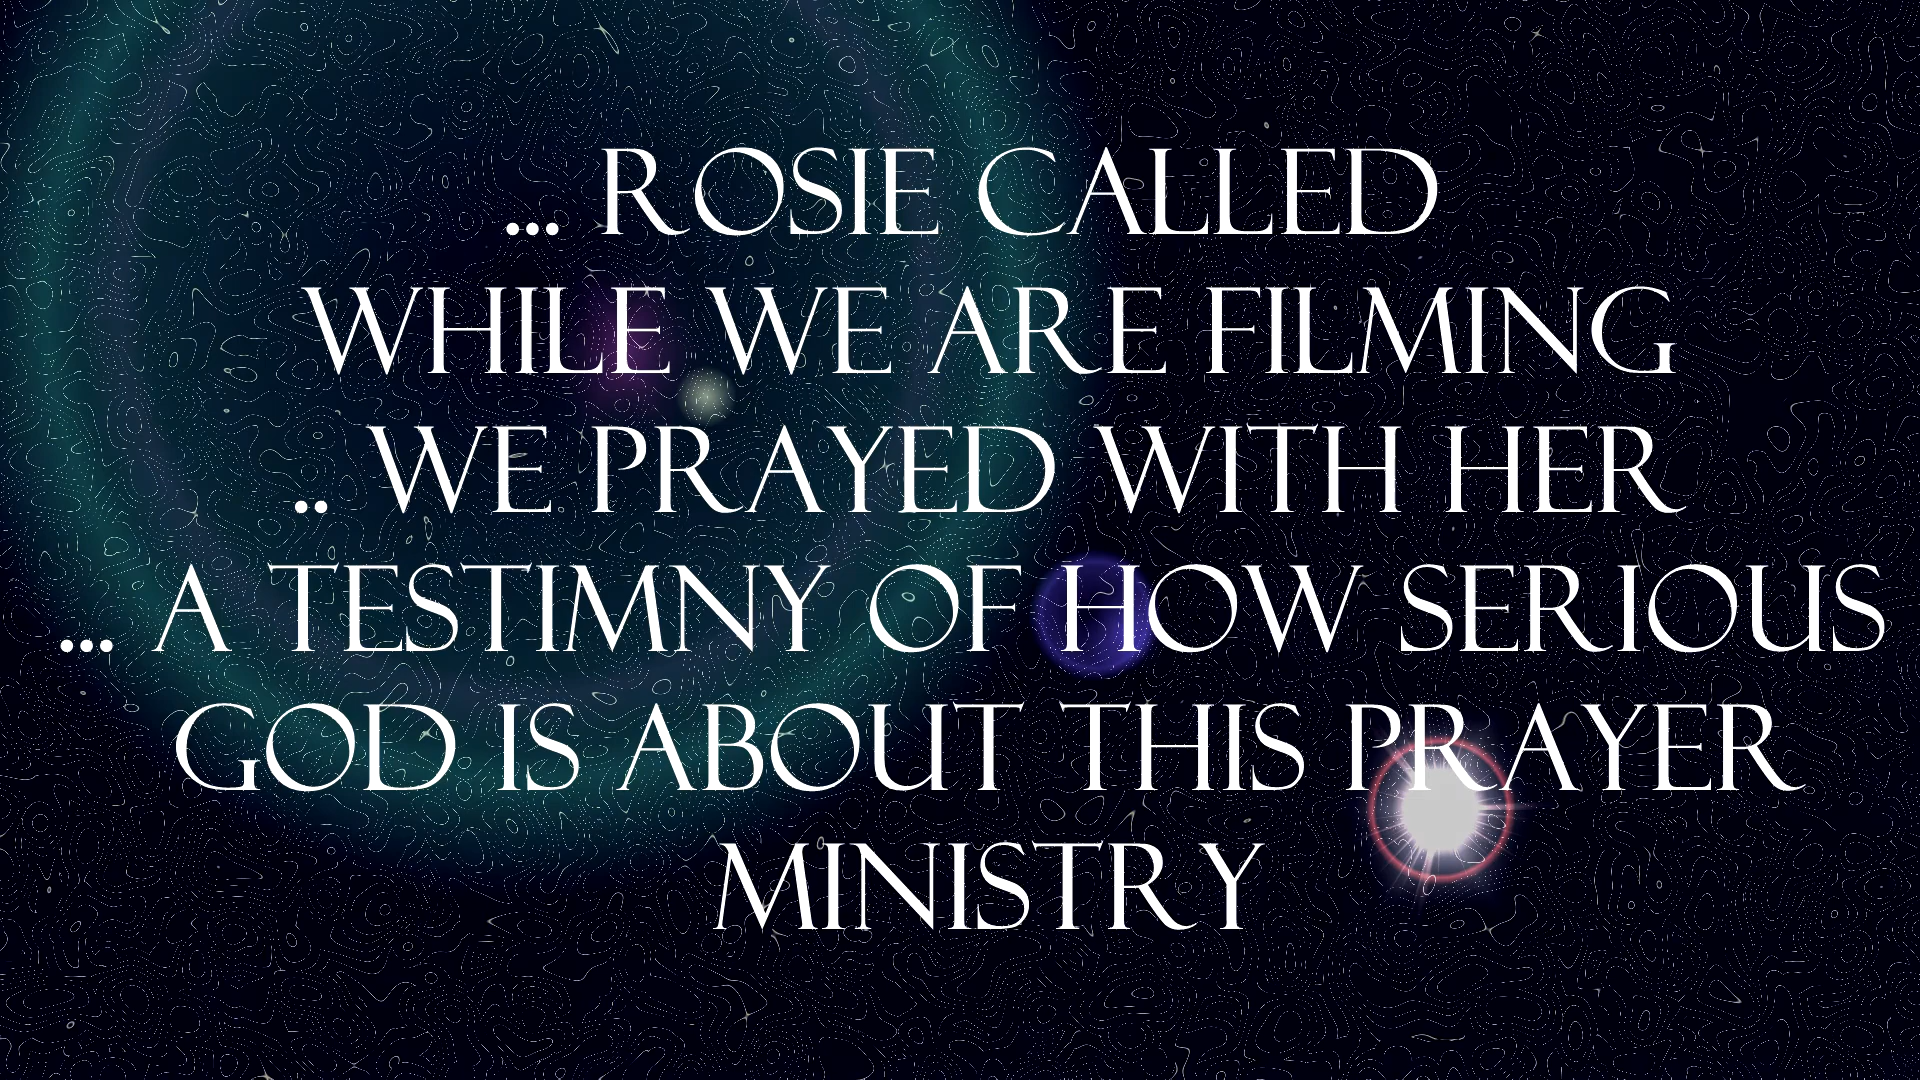 ... ROSIE CALLED
WHILE WE ARE FILMING
.. WE PRAYED WITH HER
... A TESTIMNY OF HOW SERIOUS
GOD IS ABOUT THIS PRAYER
MINISTRY